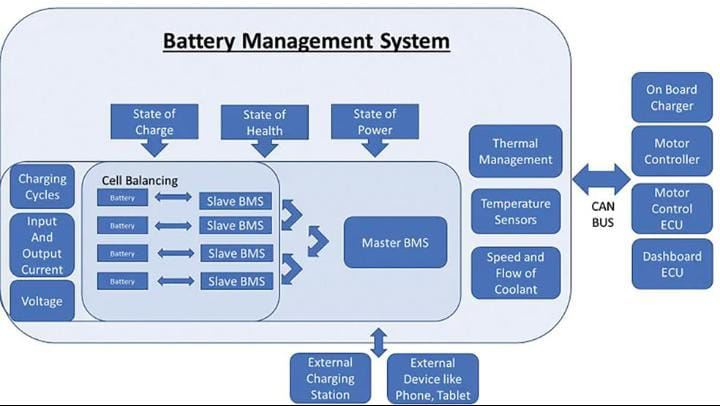 Battery Management System
State of
Charge
State of
Health
State of
Power
Charging
Cycles
Input
And
Output
Current
Voltage
Cell Balancing
Battery
Slave BMS
Battery
Slave BMS
Battery
Slave BMS
Battery
Slave BMS
Master BMS
Thermal
Management
Temperature
Sensors
Speed and
Flow of
Coolant
CAN
BUS
On Board
Charger
Motor
Controller
Motor
Control
ECU
Dashboard
ECU
External
Charging
Station
External
Device like
Phone, Tablet